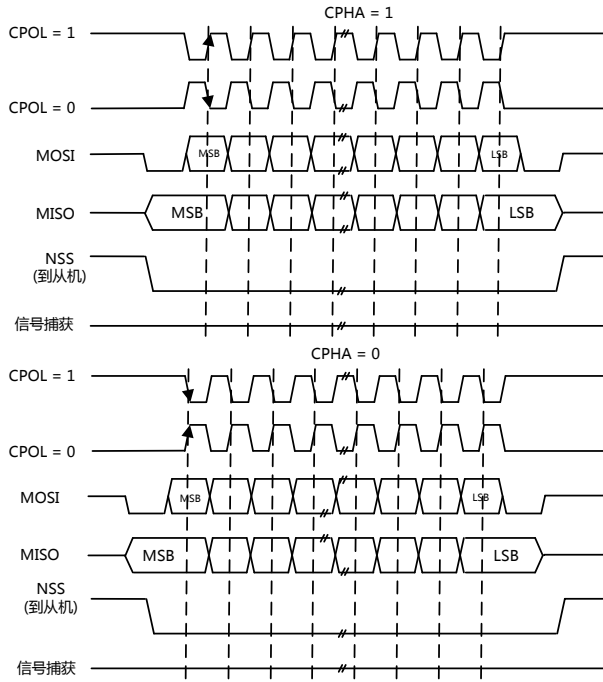 CPHA = 1
CPOL = 1
CPOL = 0
MOSI MSB LSB
MISO MSB LSB
NSS
(到从机)
信号捕获
CPHA = 0
CPOL = 1
CPOL = 0
MOSI MSB LSB
MISO MSB LSB
NSS
(到从机)
信号捕获